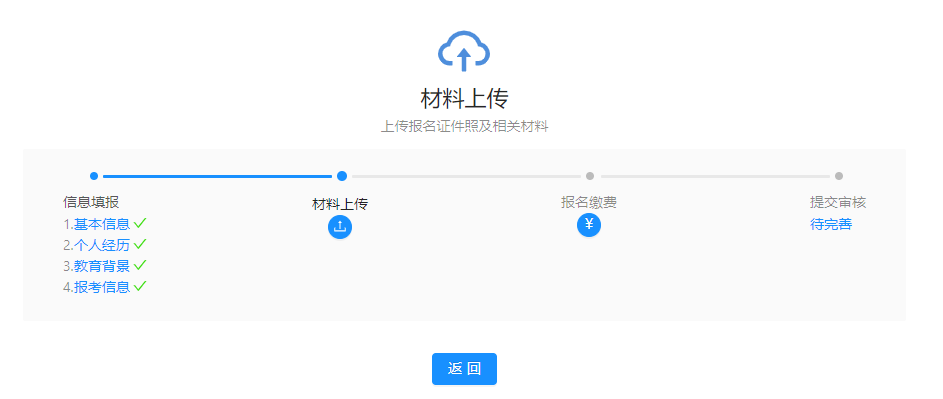 材料上传
上传报名证件照及相关材料
信息填报
1.基本信息
2.个人经历
3.教育背景
4.报考信息
材料上传
报名缴费
¥
提交审核
待完善
返 回